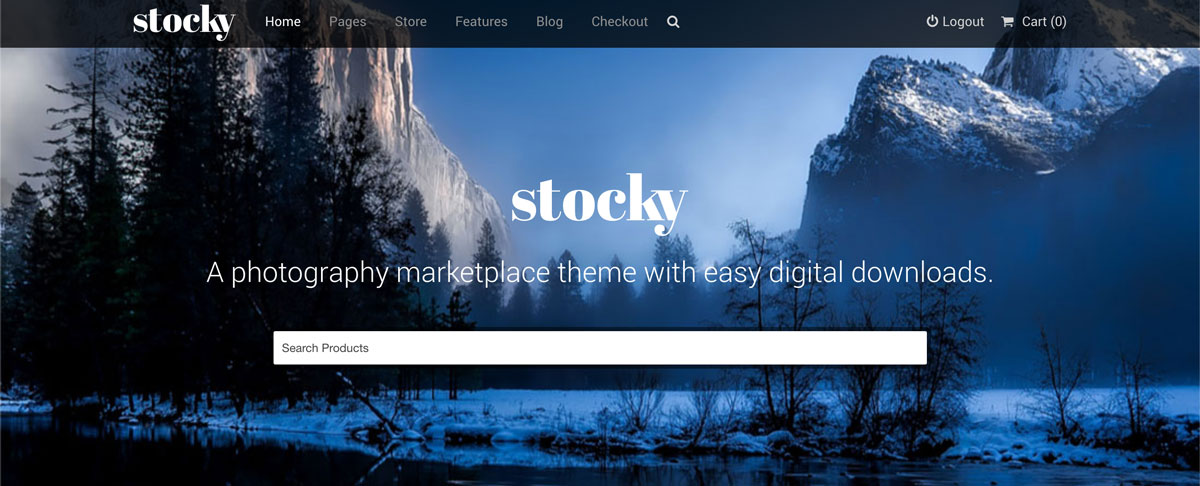 stocky Home Pages Store Features Blog Checkout Logout Cart (0)
stocky
A photography marketplace theme with easy digital downloads.
Search Products